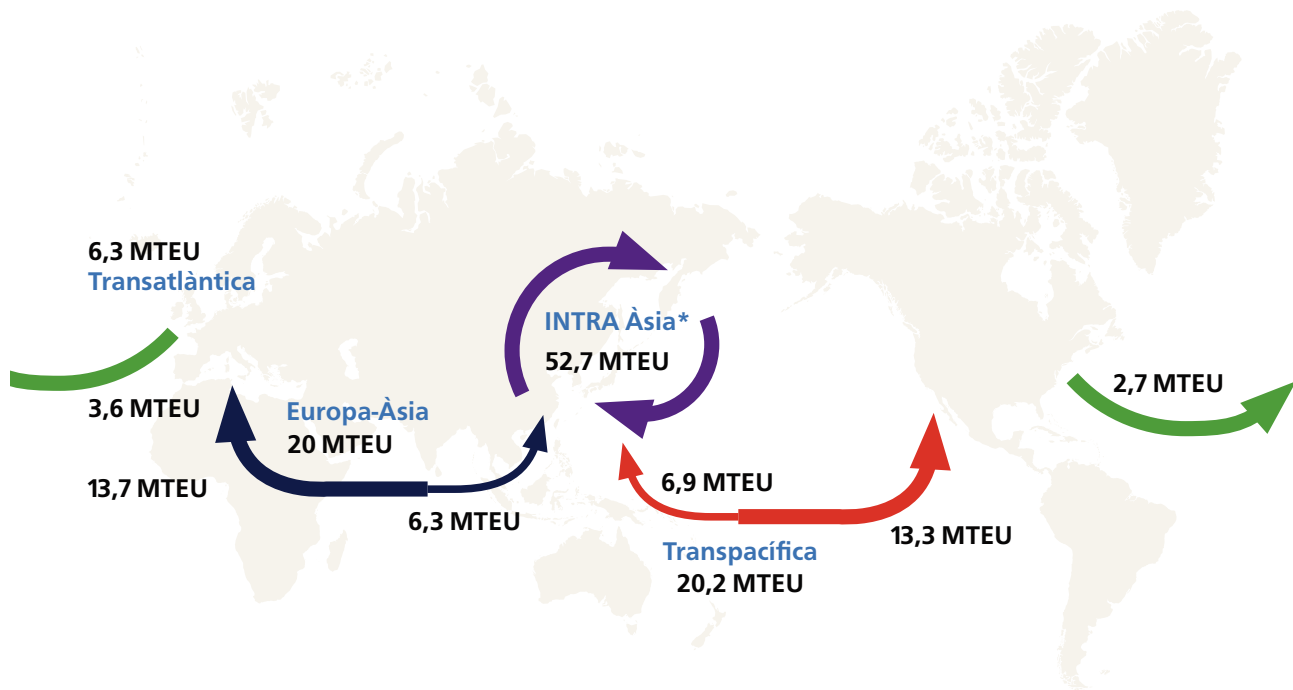 6,3 MTEU
Transatlàntica
3,6 MTEU
13,7 MTEU
Europa-Àsia
20 MTEU
6,3 MTEU
INTRA Àsia*
52,7 MTEU
6,9 MTEU
Transpacífica
20,2 MTEU
13,3 MTEU
2,7 MTEU